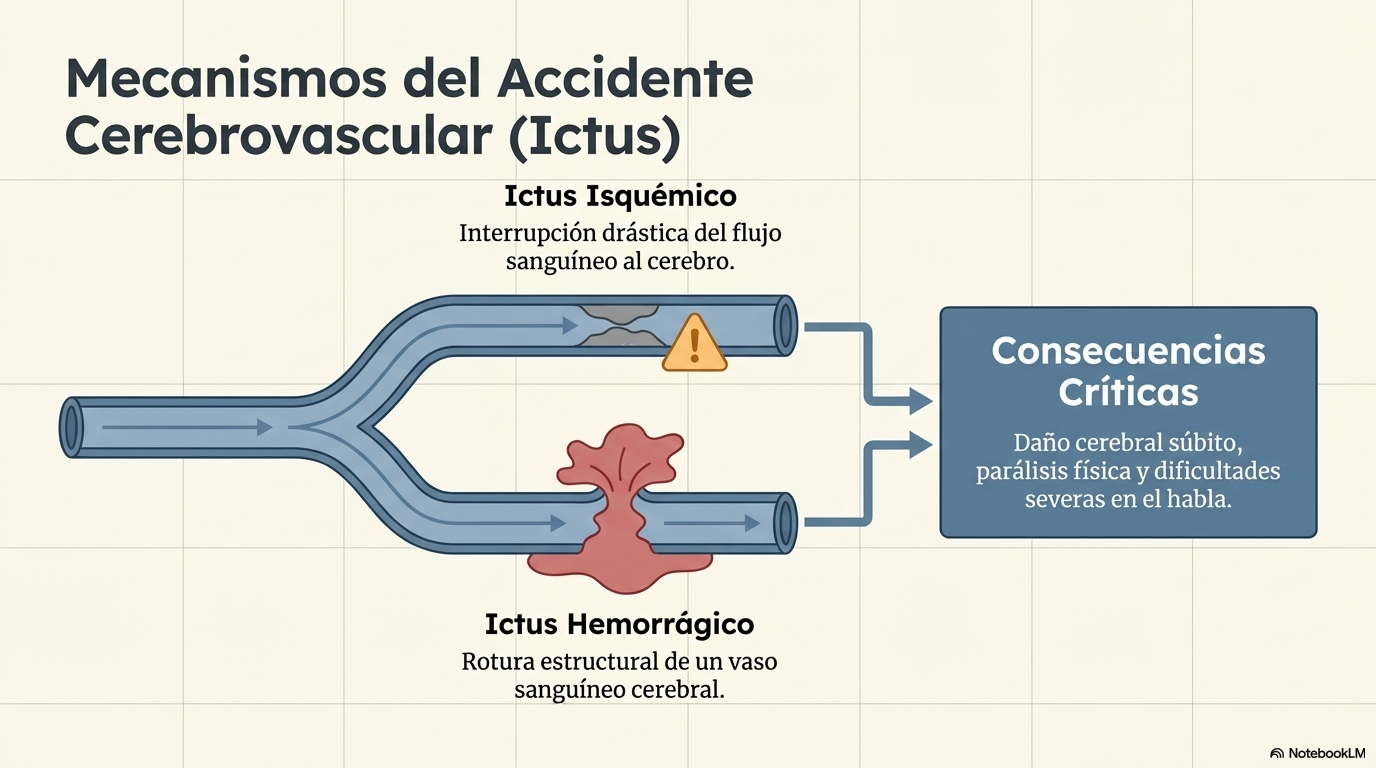 Mecanismos del Accidente
Cerebrovascular (Ictus)
Ictus Isquémico
Interrupción drástica del flujo
sanguíneo al cerebro.
Consecuencias
Críticas
Daño cerebral súbito,
parálisis física y dificultades
severas en el habla.
Ictus Hemorrágico
Rotura estructural de un vaso
sanguíneo cerebral.
NotebookLM